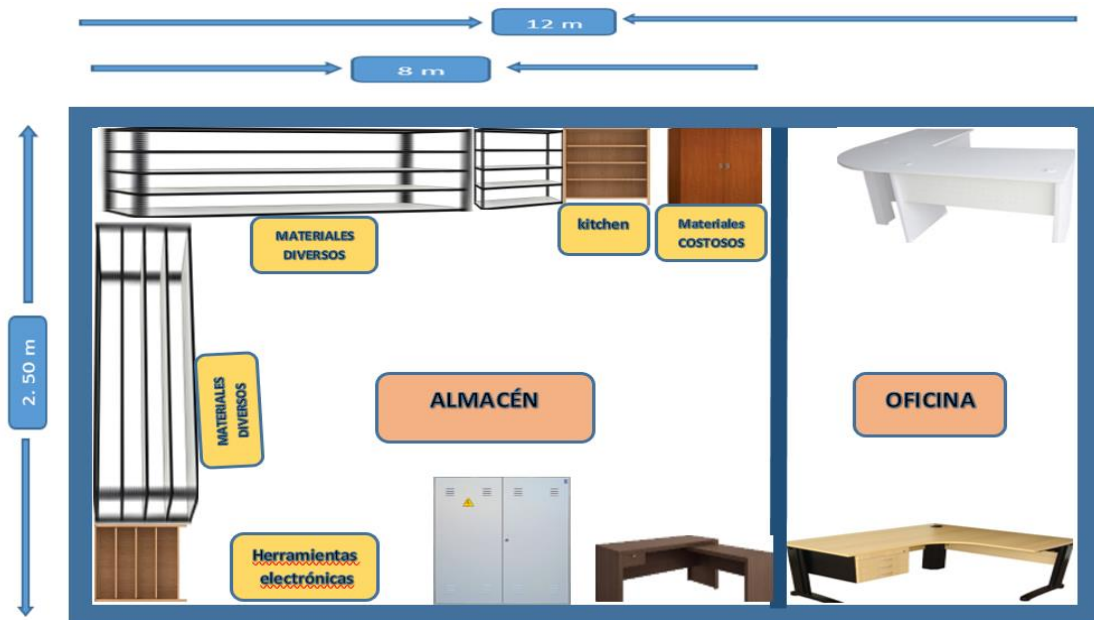 12 m
8 m
2. 50 m
MATERIALES
DIVERSOS
kitchen
Materiales
COSTOSOS
MATERIALES
DIVERSOS
ALMACÉN
OFICINA
Herramientas
electrónicas